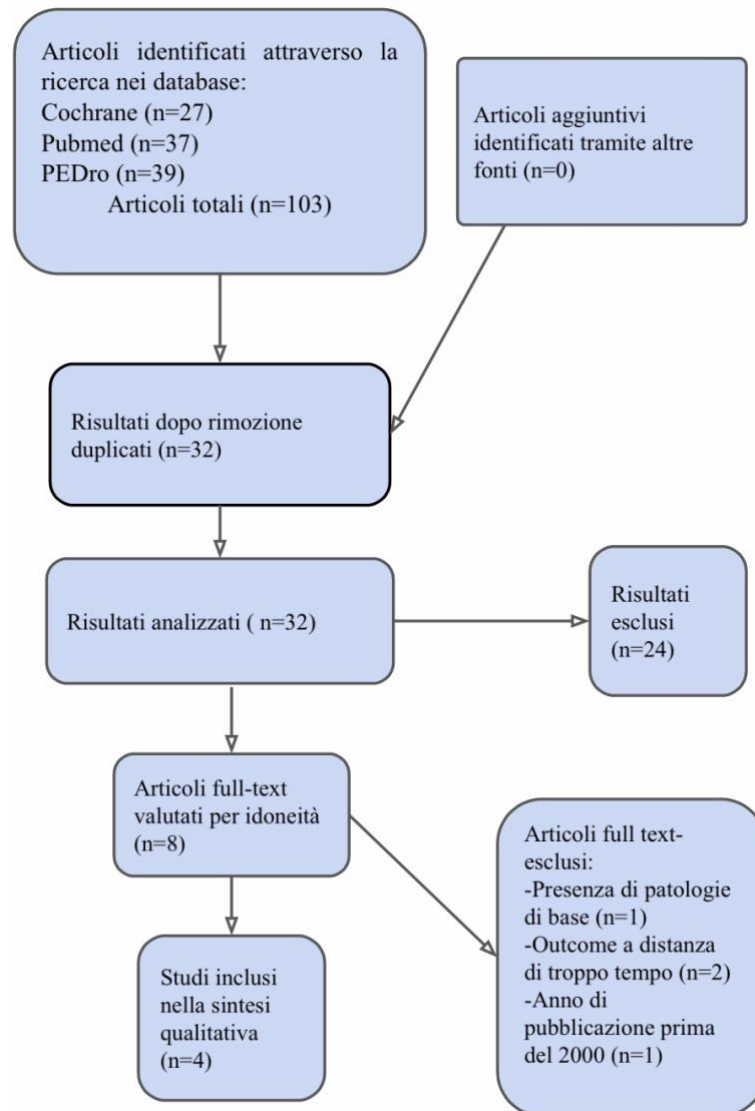 Articoli identificati attraverso la
ricerca nei database:
Cochrane (n=27)
Pubmed (n=37)
PEDro (n=39)
Articoli totali (n=103)
Articoli aggiuntivi
identificati tramite altre
fonti (n=0)
Risultati dopo rimozione
duplicati (n=32)
Risultati analizzati ( n=32)
Risultati
esclusi
(n=24)
Articoli full-text
valutati per idoneità
(n=8)
Articoli full text-
esclusi:
-Presenza di patologie
di base (n=1)
-Outcome a distanza
di troppo tempo (n=2)
-Anno di
pubblicazione prima
del 2000 (n=1)
Studi inclusi
nella sintesi
qualitativa
(n=4)